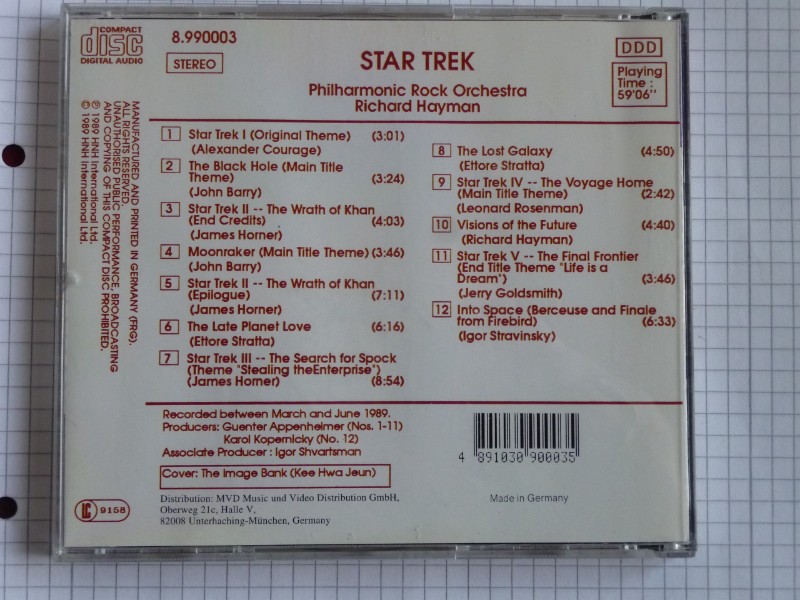 COMPACT
disc
DIGITAL AUDIO
8.990003
STEREO
STAR TREK
Philharmonic Rock Orchestra
Richard Hayman
DDD
Playing
Time :
59'06"
MANUFACTURED AND PRINTED IN GERMANY (FRG).
ALL RIGHTS RESERVED.
UNAUTHORISED PUBLIC PERFORMANCE, BROADCASTING
AND COPYING OF THIS COMPACT DISC PROHIBITED.
℗ 1989 HNH International Ltd.
© 1989 HNH International Ltd.
1 Star Trek I (Original Theme) (3:01)
(Alexander Courage)
2 The Black Hole (Main Title
Theme) (3:24)
(John Barry)
3 Star Trek II -- The Wrath of Khan
(End Credits) (4:03)
(James Horner)
4 Moonraker (Main Title Theme) (3:46)
(John Barry)
5 Star Trek II -- The Wrath of Khan
(Epilogue) (7:11)
(James Horner)
6 The Late Planet Love (6:16)
(Ettore Stratta)
7 Star Trek III -- The Search for Spock
(Theme "Stealing theEnterprise")
(James Horner) (8:54)
8 The Lost Galaxy (4:50)
(Ettore Stratta)
9 Star Trek IV -- The Voyage Home
(Main Title Theme) (2:42)
(Leonard Rosenman)
10 Visions of the Future (4:40)
(Richard Hayman)
11 Star Trek V -- The Final Frontier
(End Title Theme "Life is a
Dream") (3:46)
(Jerry Goldsmith)
12 Into Space (Berceuse and Finale
from Firebird) (6:33)
(Igor Stravinsky)
Recorded between March and June 1989.
Producers: Guenter Appenheimer (Nos. 1-11)
Karol Kopernicky (No. 12)
Associate Producer : Igor Shvartsman
Cover: The Image Bank (Kee Hwa Jeun)
Distribution: MVD Music und Video Distribution GmbH,
Oberweg 21c, Halle V,
82008 Unterhaching-München, Germany
LC 9158
4 891030 900035
Made in Germany